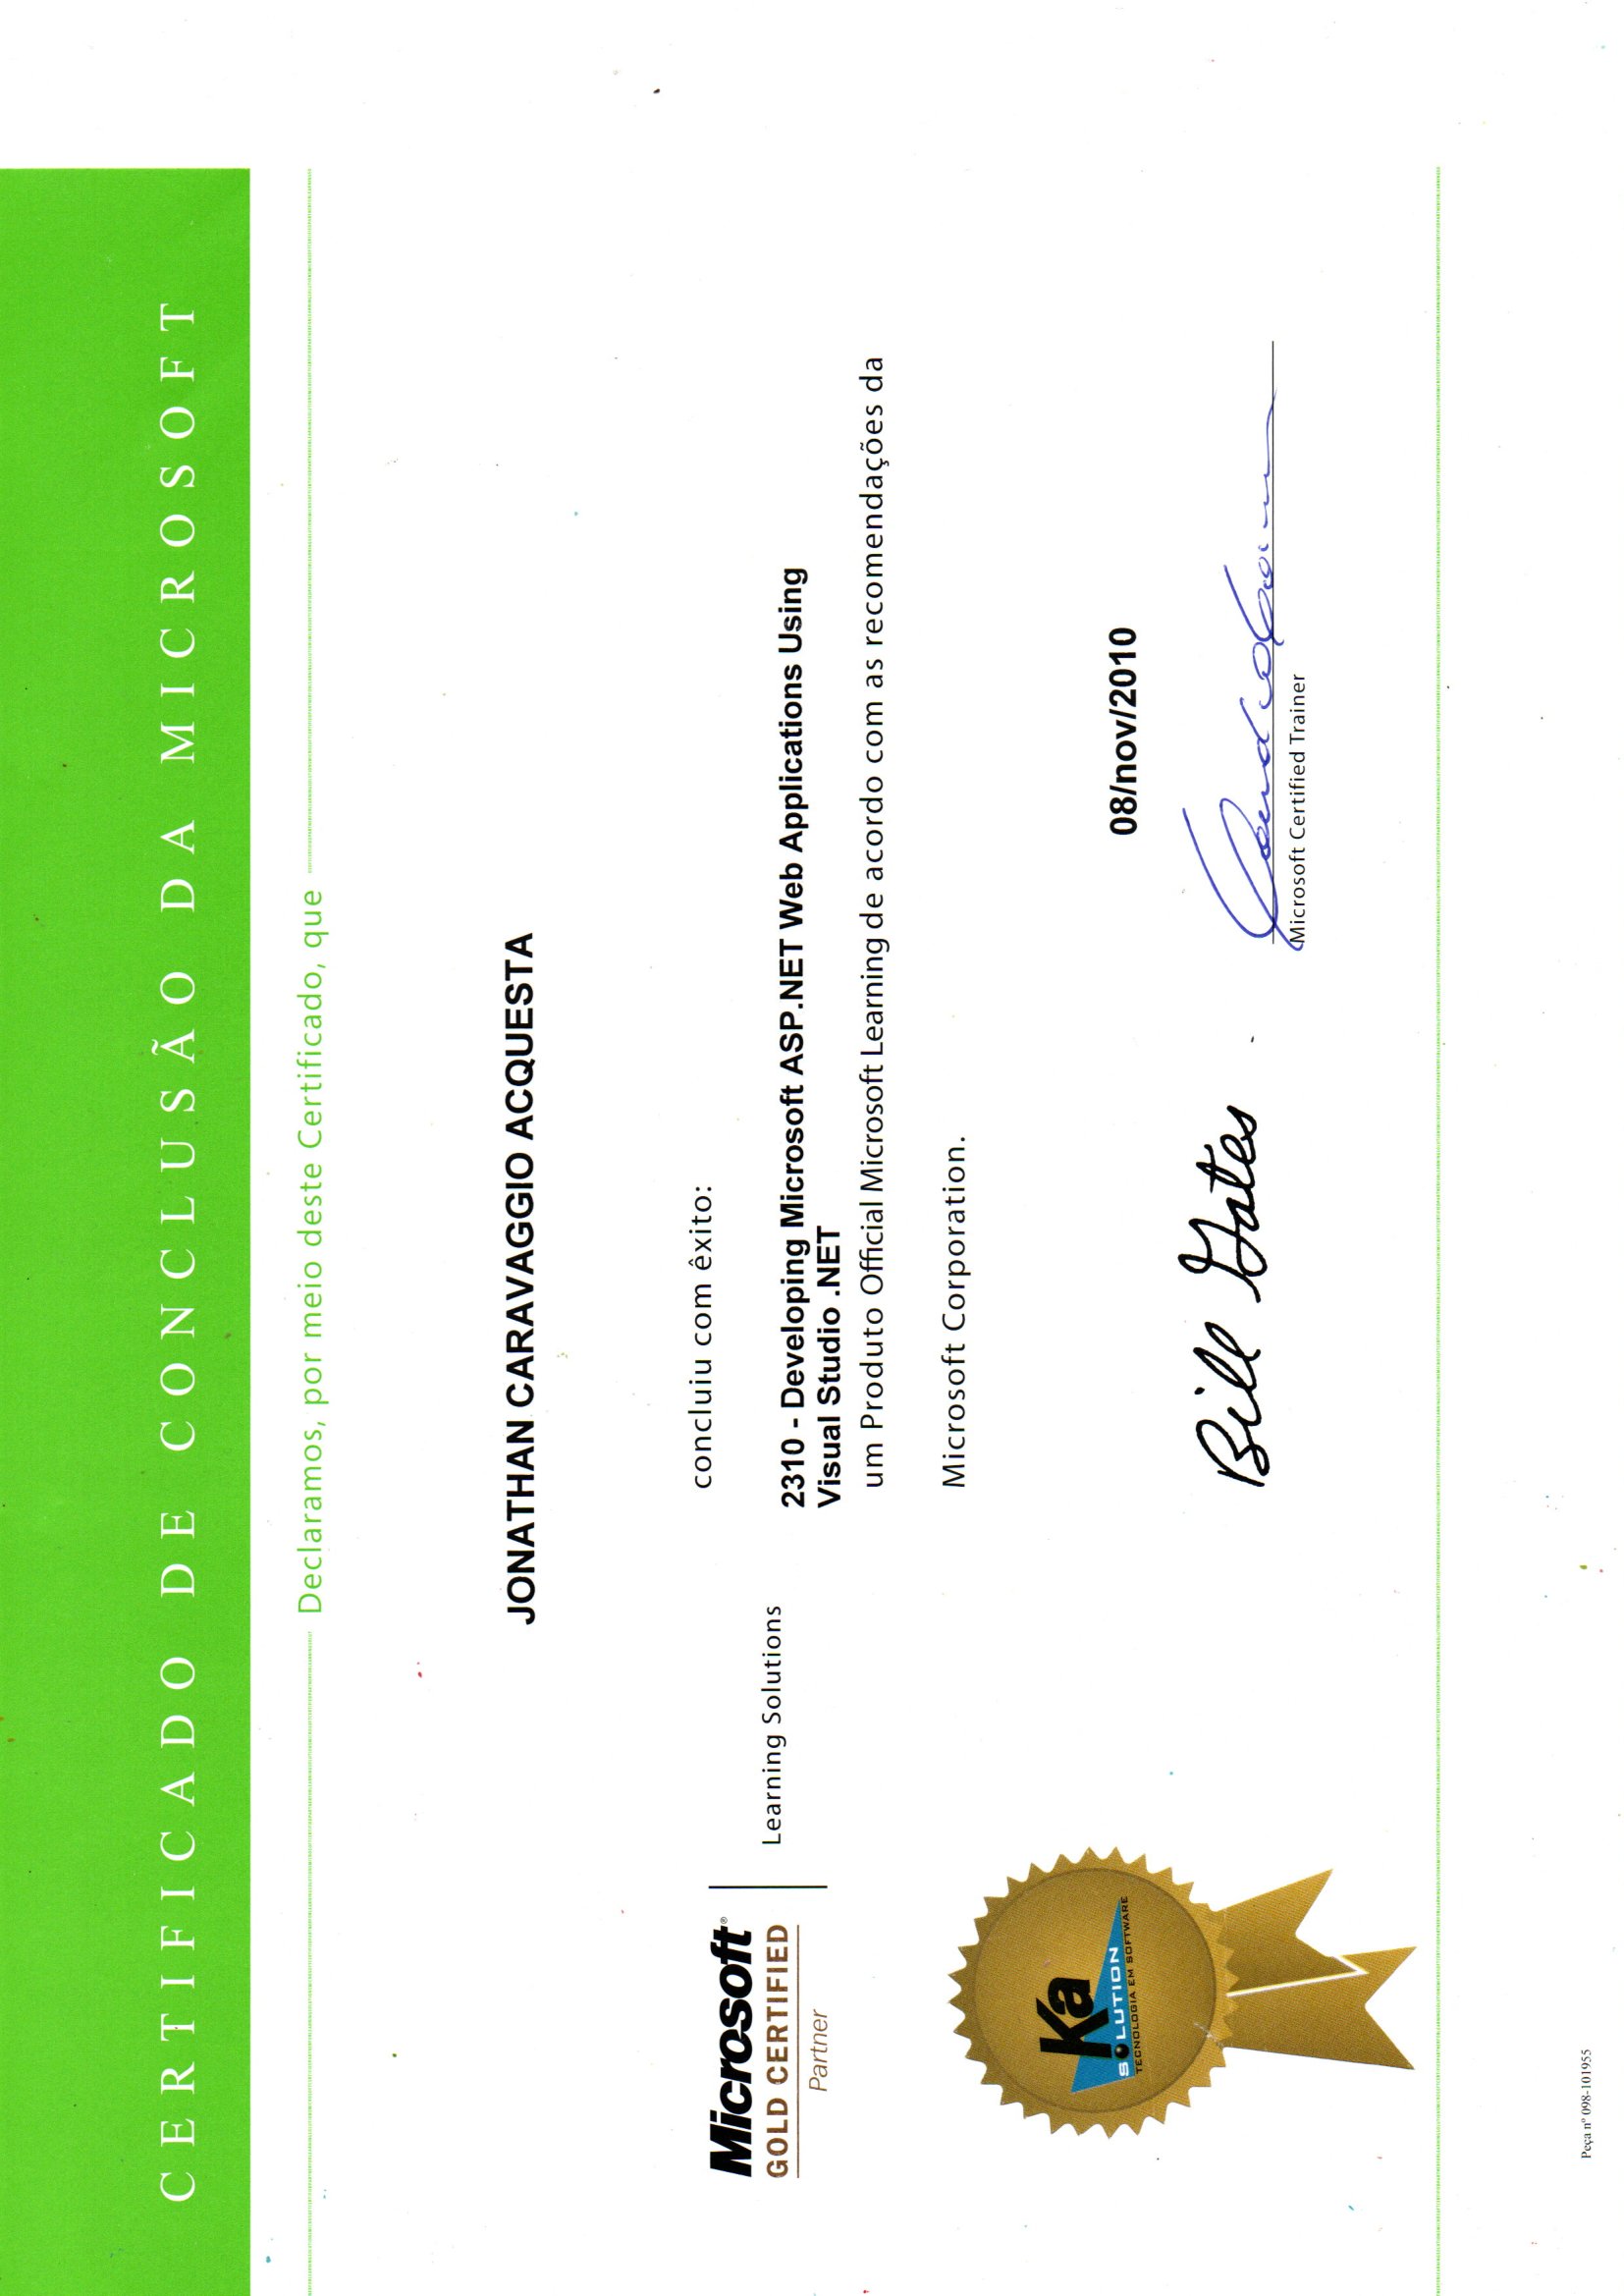 CERTIFICADO DE CONCLUSÃO DA MICROSOFT
Declaramos, por meio deste Certificado, que
JONATHAN CARAVAGGIO ACQUESTA
concluiu com êxito:
Microsoft®
GOLD CERTIFIED
Partner
Learning Solutions
2310 - Developing Microsoft ASP.NET Web Applications Using
Visual Studio .NET
um Produto Official Microsoft Learning de acordo com as recomendações da
Microsoft Corporation.
Ka
SOLUTION
TECNOLOGIA EM SOFTWARE
08/nov/2010
Bill Gates
Microsoft Certified Trainer
Peça nº 098-101955